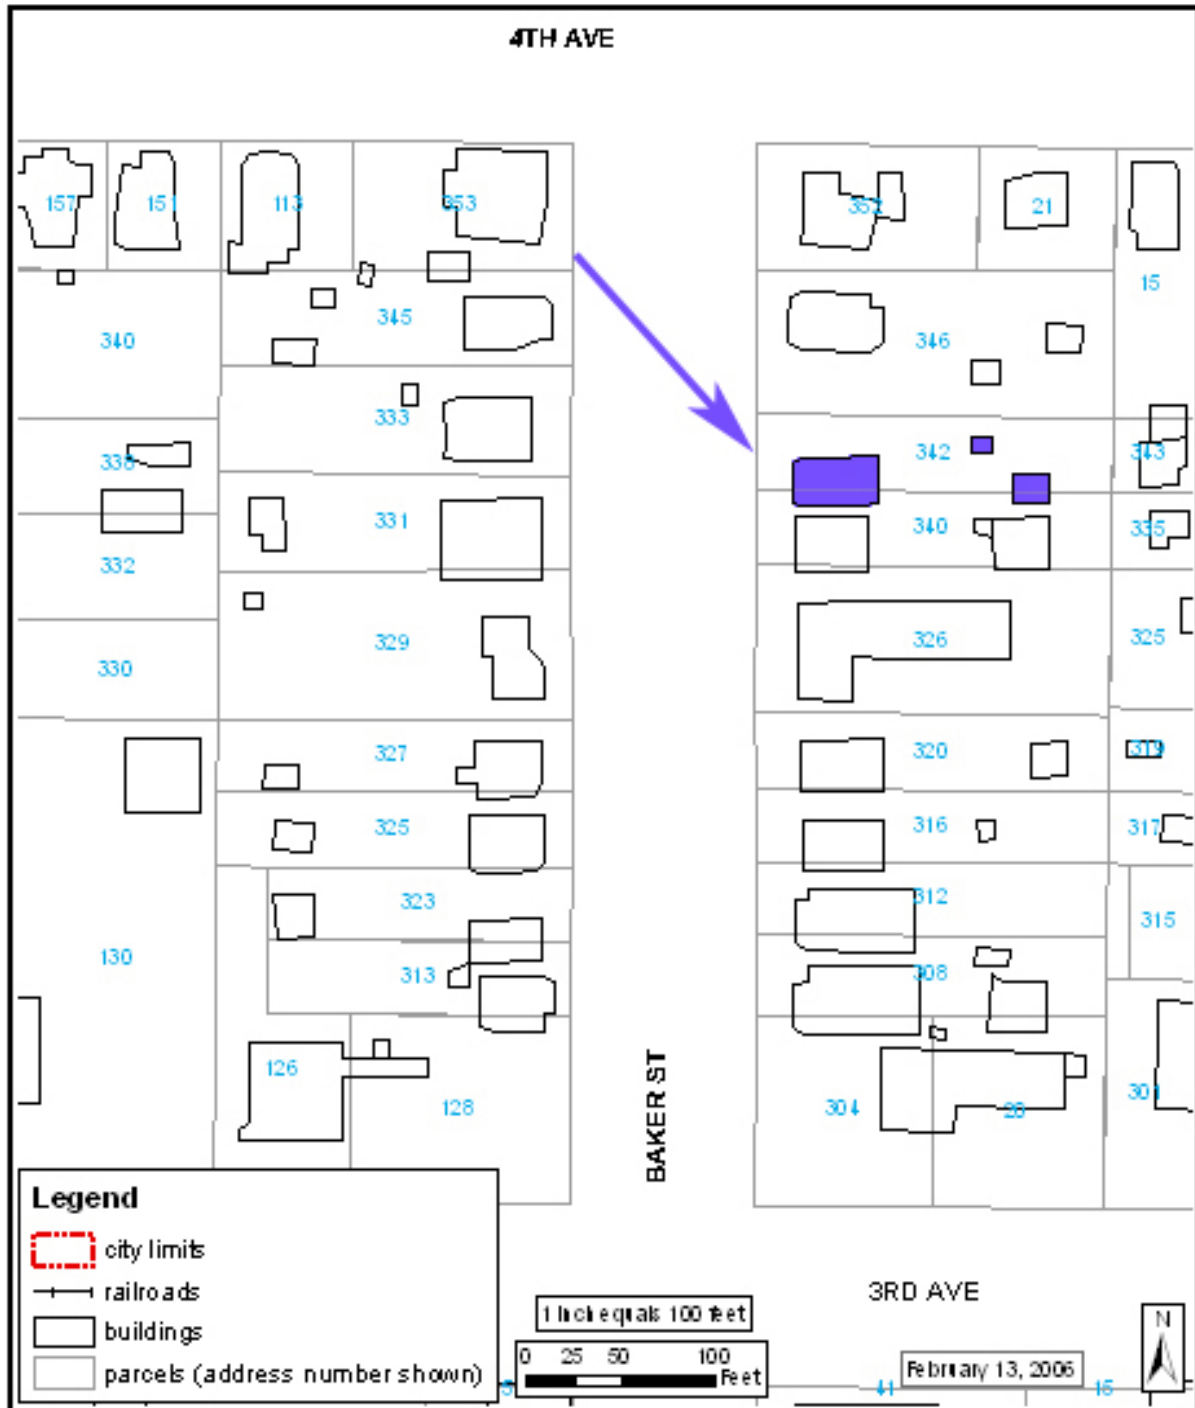 4TH AVE
157 151 113 353 352 21
15
340 345 346
333
338 342 343
331 340 335
332
329 326 325
330
327 320 319
325 316 317
323 312 315
130 313 308
126
128 304 20 301
BAKER ST
Legend
city limits
railroads
buildings
parcels (address number shown)
3RD AVE
1 inch equals 100 feet
0 25 50 100
Feet
N
February 13, 2006
41 15